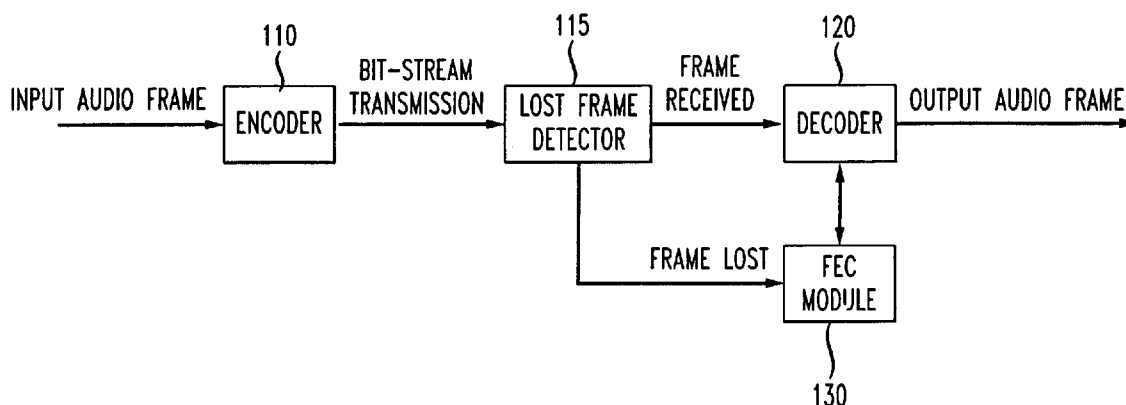 110
115
120
INPUT AUDIO FRAME
ENCODER
BIT-STREAM
TRANSMISSION
LOST FRAME
DETECTOR
FRAME
RECEIVED
DECODER
OUTPUT AUDIO FRAME
FRAME LOST
FEC
MODULE
130